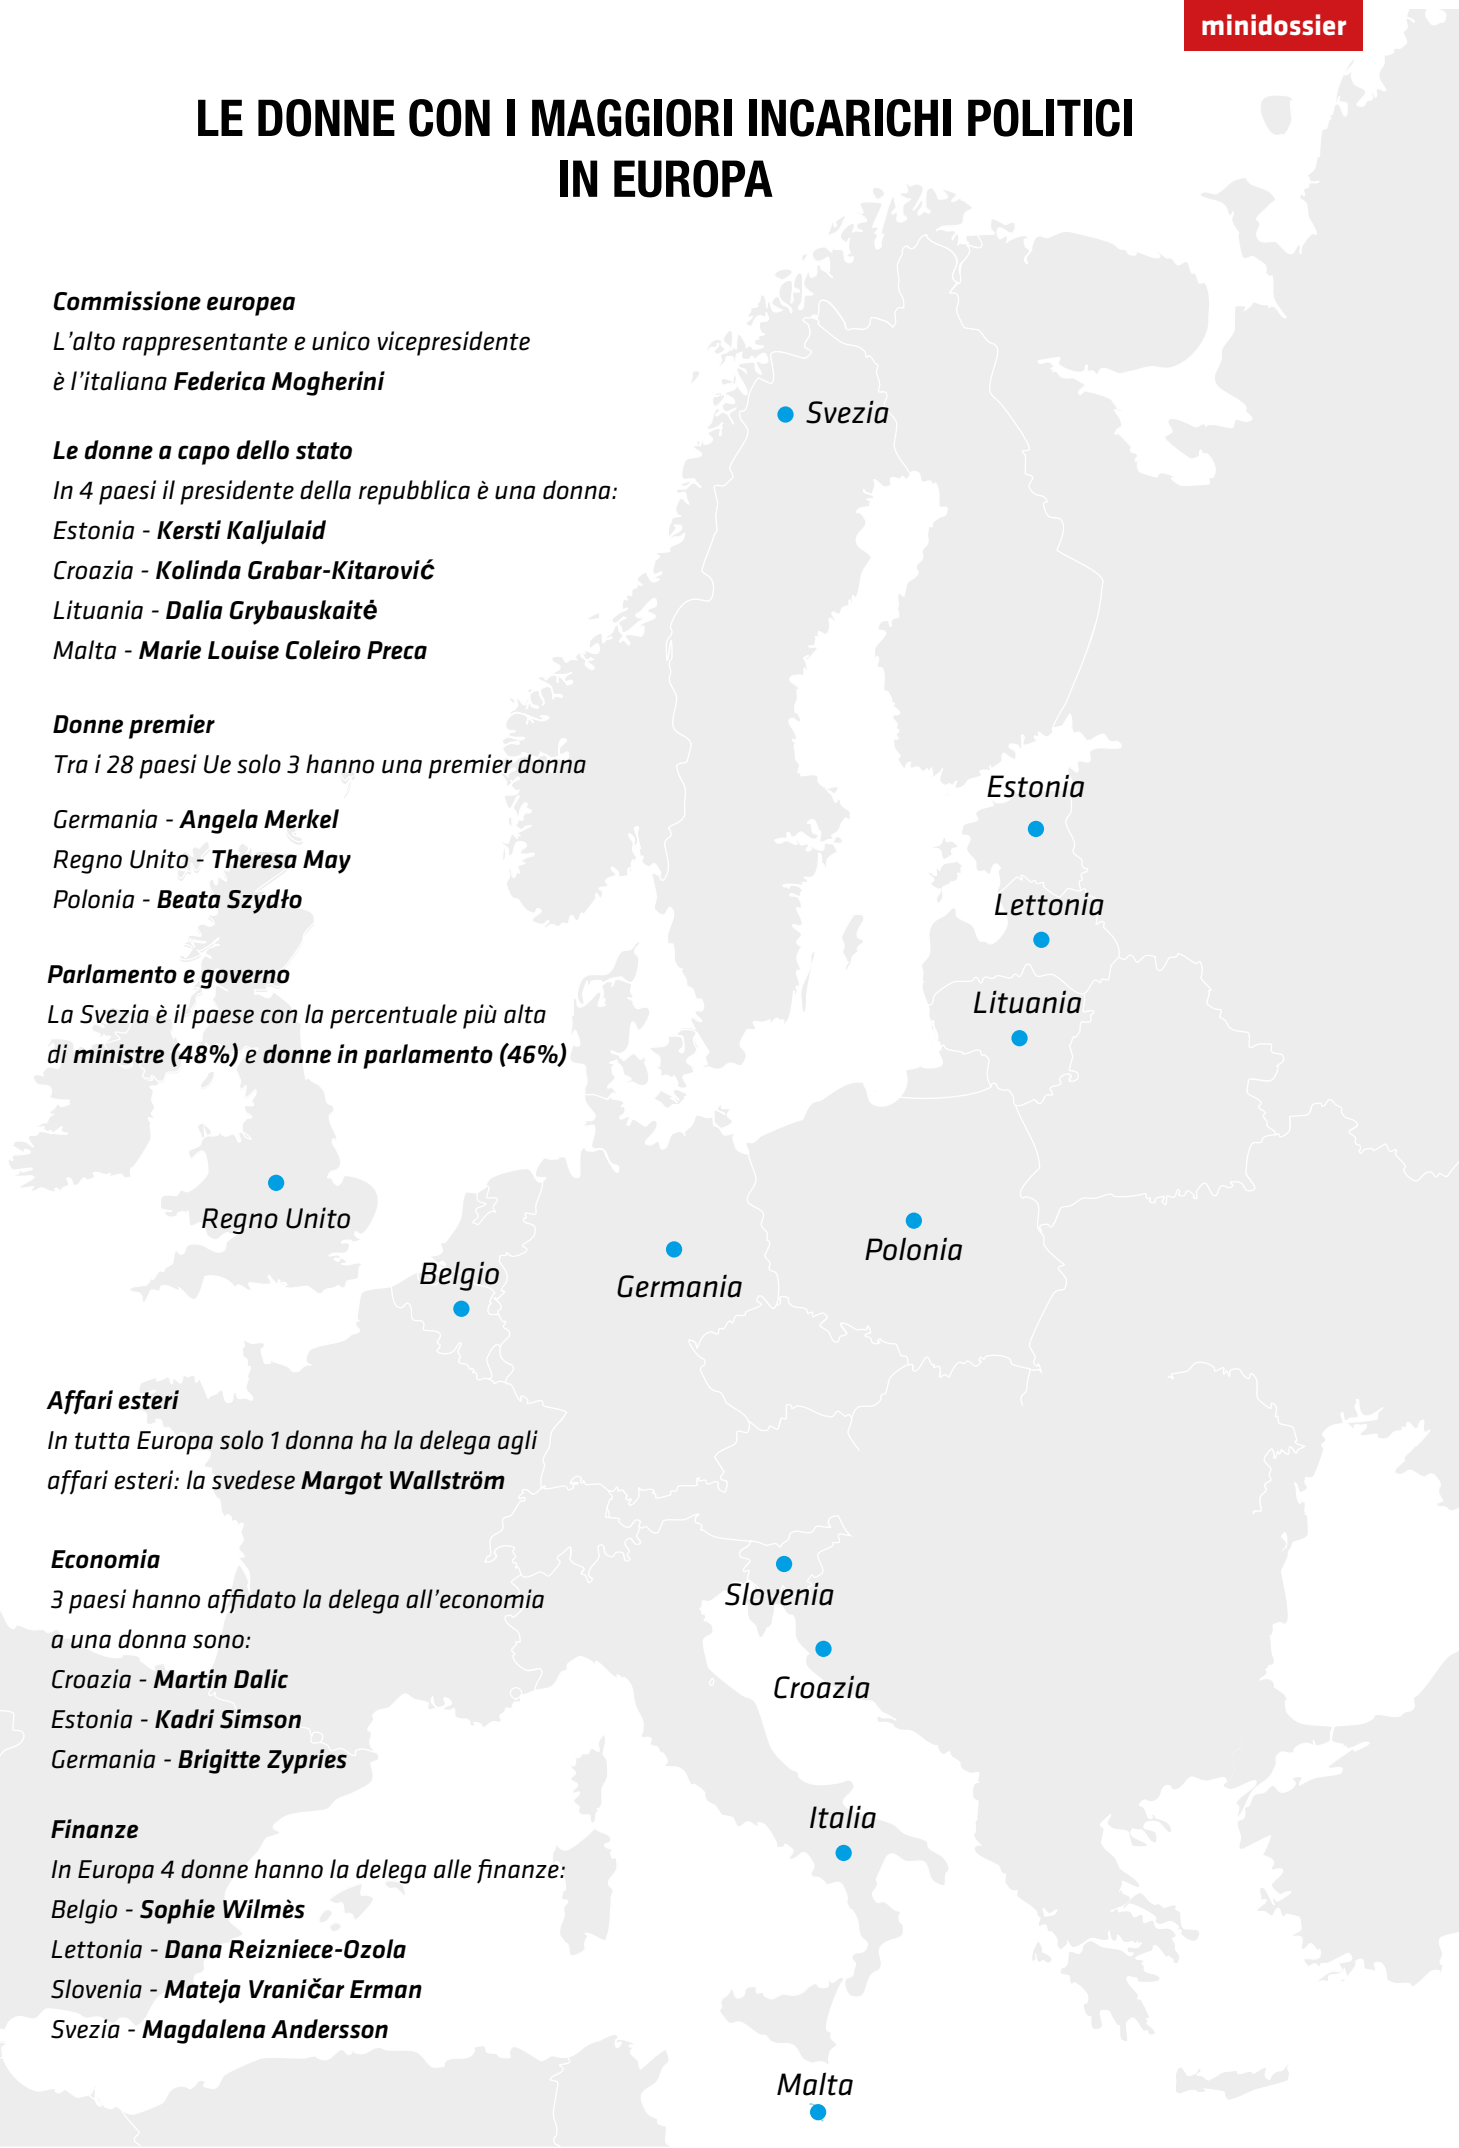 minidossier
LE DONNE CON I MAGGIORI INCARICHI POLITICI
IN EUROPA
Commissione europea
L'alto rappresentante e unico vicepresidente
è l'italiana Federica Mogherini
Le donne a capo dello stato
In 4 paesi il presidente della repubblica è una donna:
Estonia - Kersti Kaljulaid
Croazia - Kolinda Grabar-Kitarović
Lituania - Dalia Grybauskaitė
Malta - Marie Louise Coleiro Preca
Donne premier
Tra i 28 paesi Ue solo 3 hanno una premier donna
Germania - Angela Merkel
Regno Unito - Theresa May
Polonia - Beata Szydło
Parlamento e governo
La Svezia è il paese con la percentuale più alta
di ministre (48%) e donne in parlamento (46%)
Affari esteri
In tutta Europa solo 1 donna ha la delega agli
affari esteri: la svedese Margot Wallström
Economia
3 paesi hanno affidato la delega all'economia
a una donna sono:
Croazia - Martin Dalic
Estonia - Kadri Simson
Germania - Brigitte Zypries
Finanze
In Europa 4 donne hanno la delega alle finanze:
Belgio - Sophie Wilmès
Lettonia - Dana Reizniece-Ozola
Slovenia - Mateja Vraničar Erman
Svezia - Magdalena Andersson
Svezia
Estonia
Lettonia
Lituania
Regno Unito
Polonia
Belgio
Germania
Slovenia
Croazia
Italia
Malta